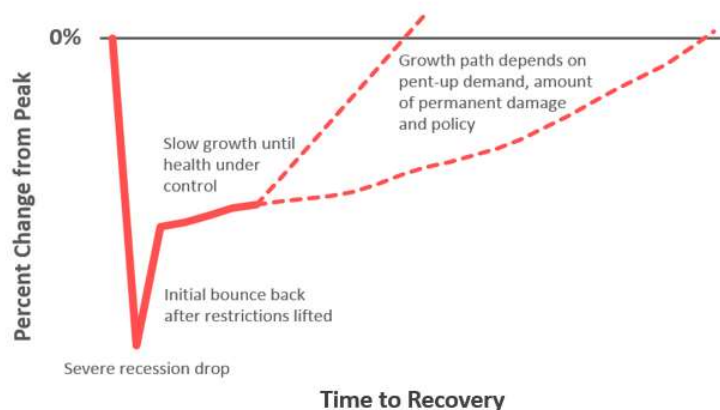 0%
Growth path depends on
pent-up demand, amount
of permanent damage
and policy
Slow growth until
health under
control
Percent Change from Peak
Initial bounce back
after restrictions lifted
Severe recession drop
Time to Recovery